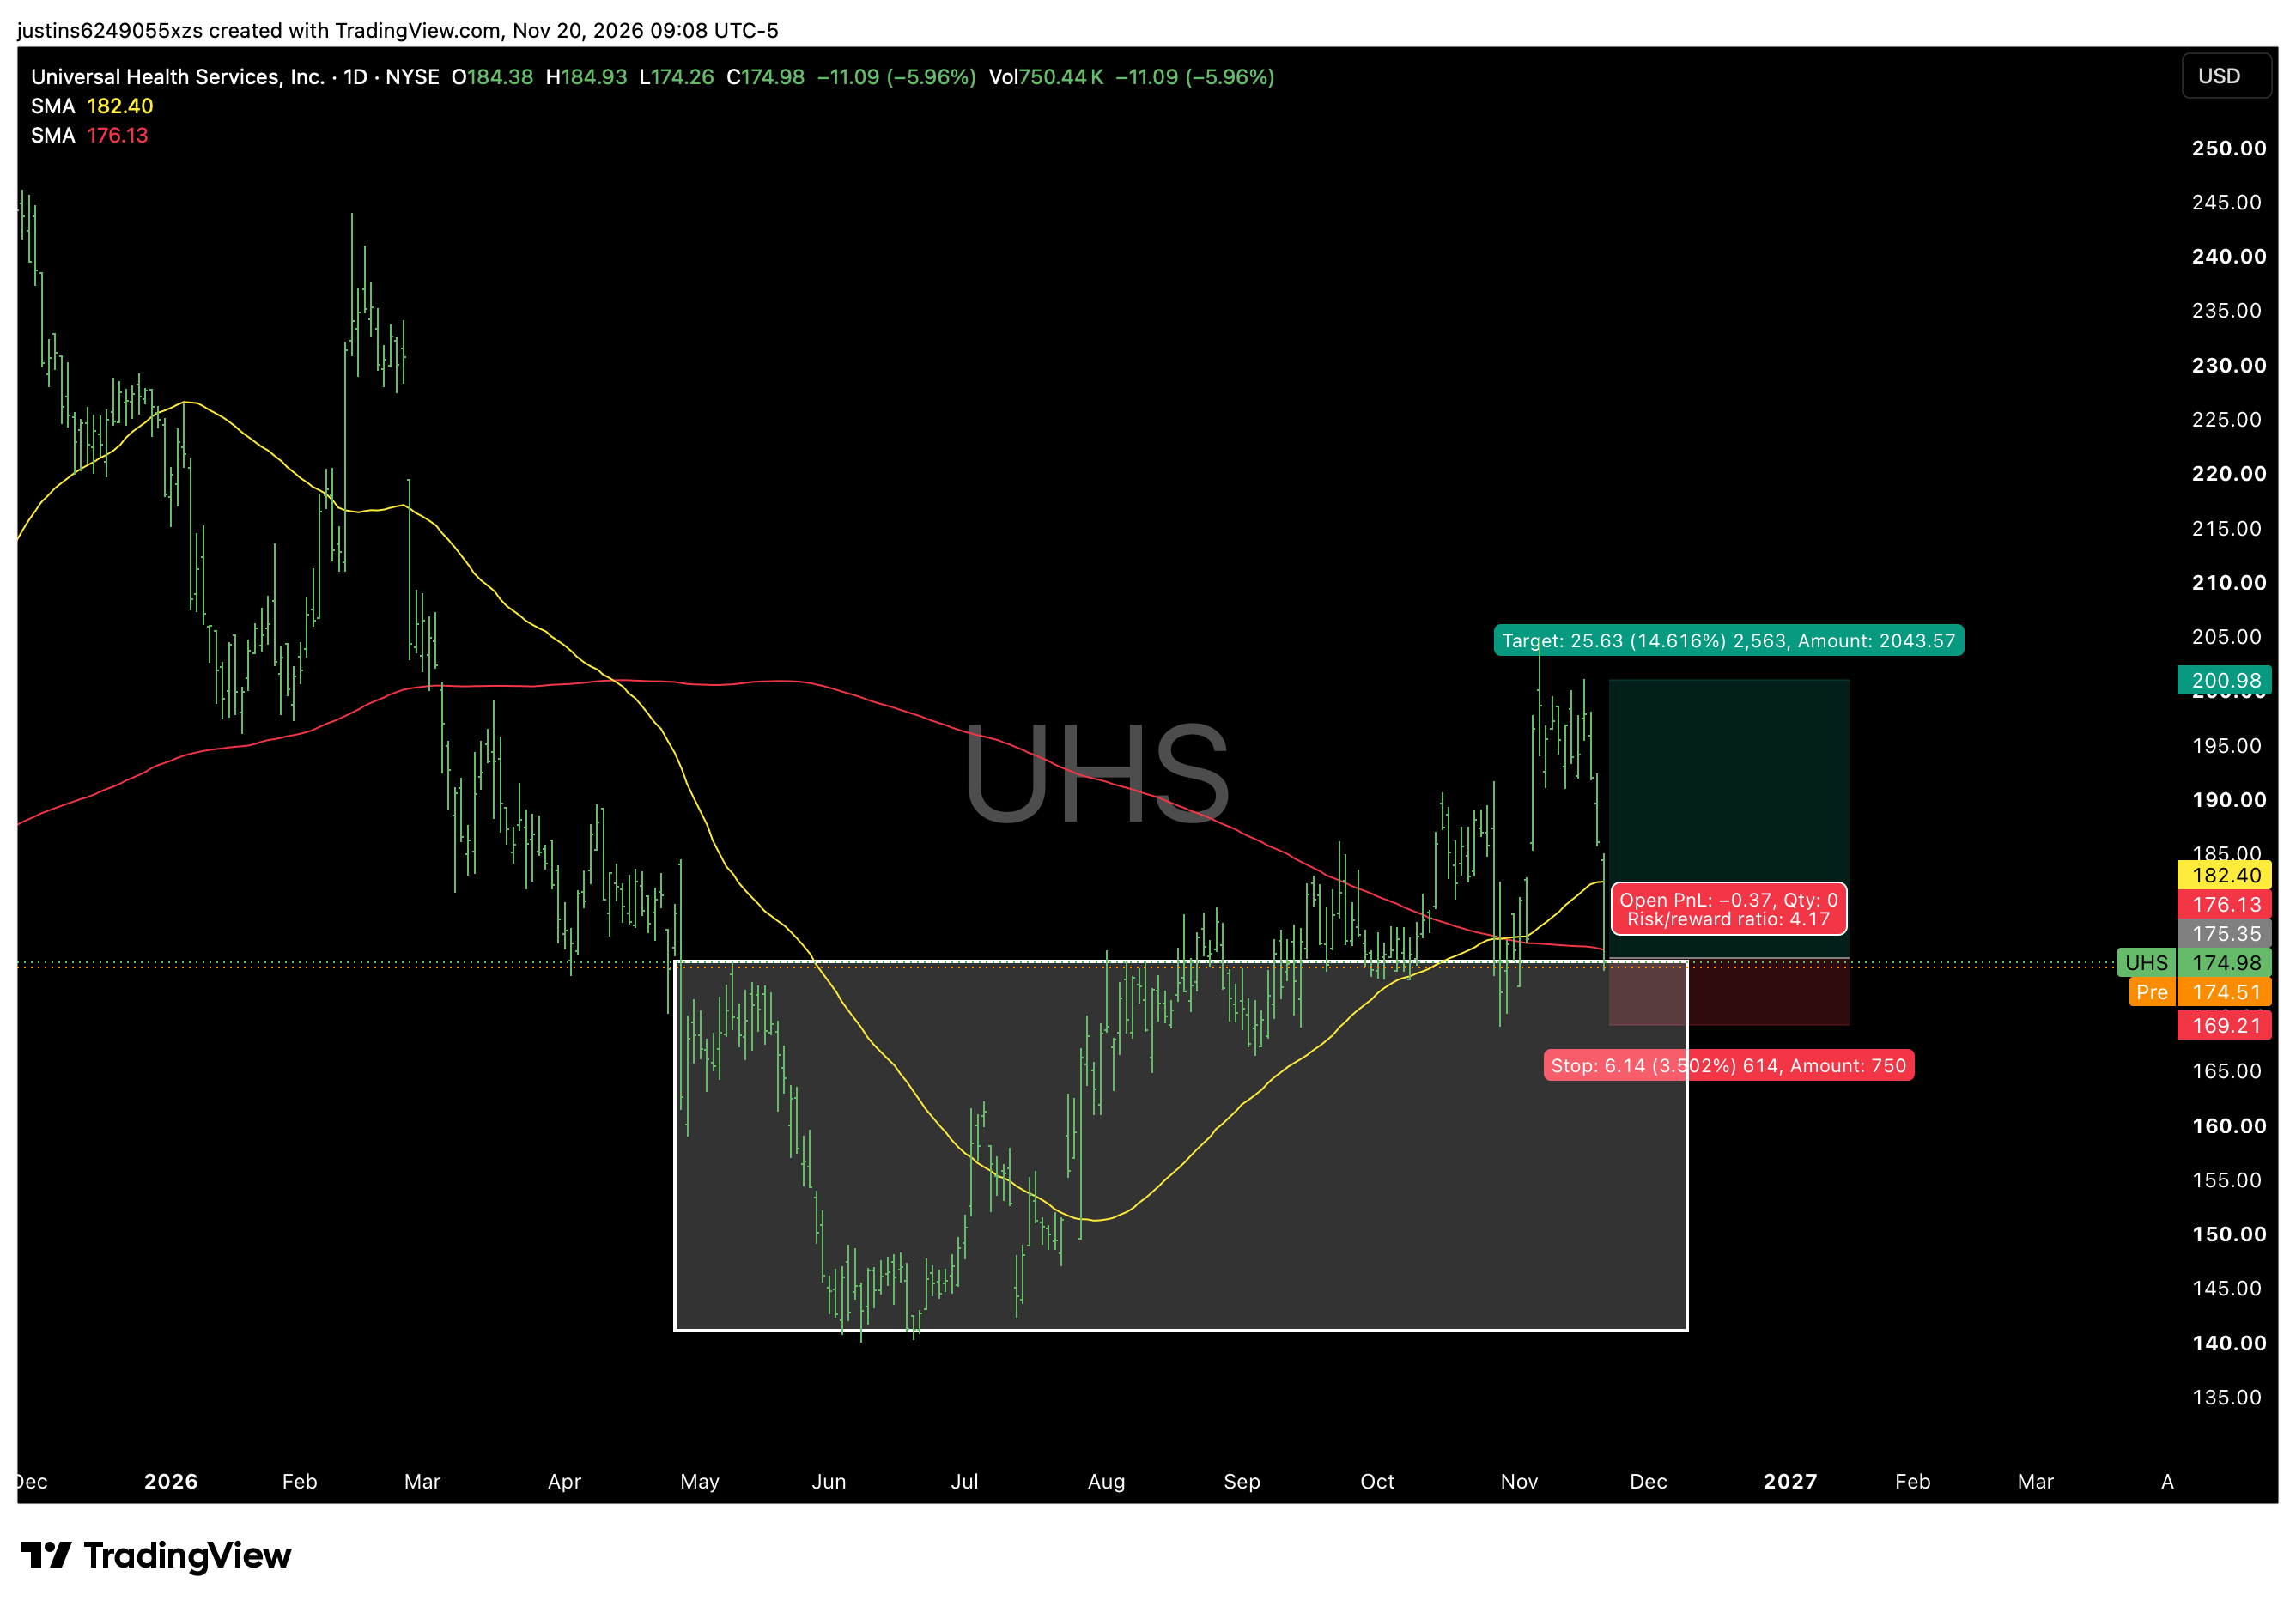 justins6249055xzs created with TradingView.com, Nov 20, 2026 09:08 UTC-5
Universal Health Services, Inc. · 1D · NYSE O184.38 H184.93 L174.26 C174.98 −11.09 (−5.96%) Vol750.44 K −11.09 (−5.96%)
USD
SMA 182.40
SMA 176.13
250.00
245.00
240.00
235.00
230.00
225.00
220.00
215.00
210.00
205.00
Target: 25.63 (14.616%) 2,563, Amount: 2043.57
200.98
UHS
195.00
190.00
185.00
182.40
Open PnL: −0.37, Qty: 0
Risk/reward ratio: 4.17
176.13
175.35
UHS 174.98
Pre 174.51
169.21
Stop: 6.14 (3.502%) 614, Amount: 750
165.00
160.00
155.00
150.00
145.00
140.00
135.00
Dec 2026 Feb Mar Apr May Jun Jul Aug Sep Oct Nov Dec 2027 Feb Mar A
TradingView